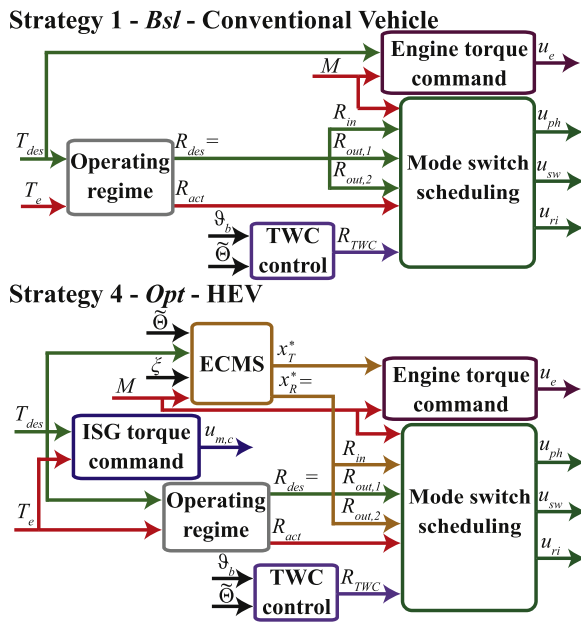 Strategy 1 - Bsl - Conventional Vehicle
Engine torque
command
u_e
M
R_in
u_ph
T_des
R_des=
R_out,1
Mode switch
scheduling
u_sw
Operating
regime
R_out,2
T_e
R_act
u_ri
ϑ_b
Θ̃
TWC
control
R_TWC
Strategy 4 - Opt - HEV
Θ̃
ECMS
x*_T
ξ
x*_R=
Engine torque
command
u_e
M
T_des
ISG torque
command
u_m,c
R_in
u_ph
R_des=
R_out,1
Mode switch
scheduling
u_sw
Operating
regime
R_out,2
T_e
R_act
u_ri
ϑ_b
Θ̃
TWC
control
R_TWC